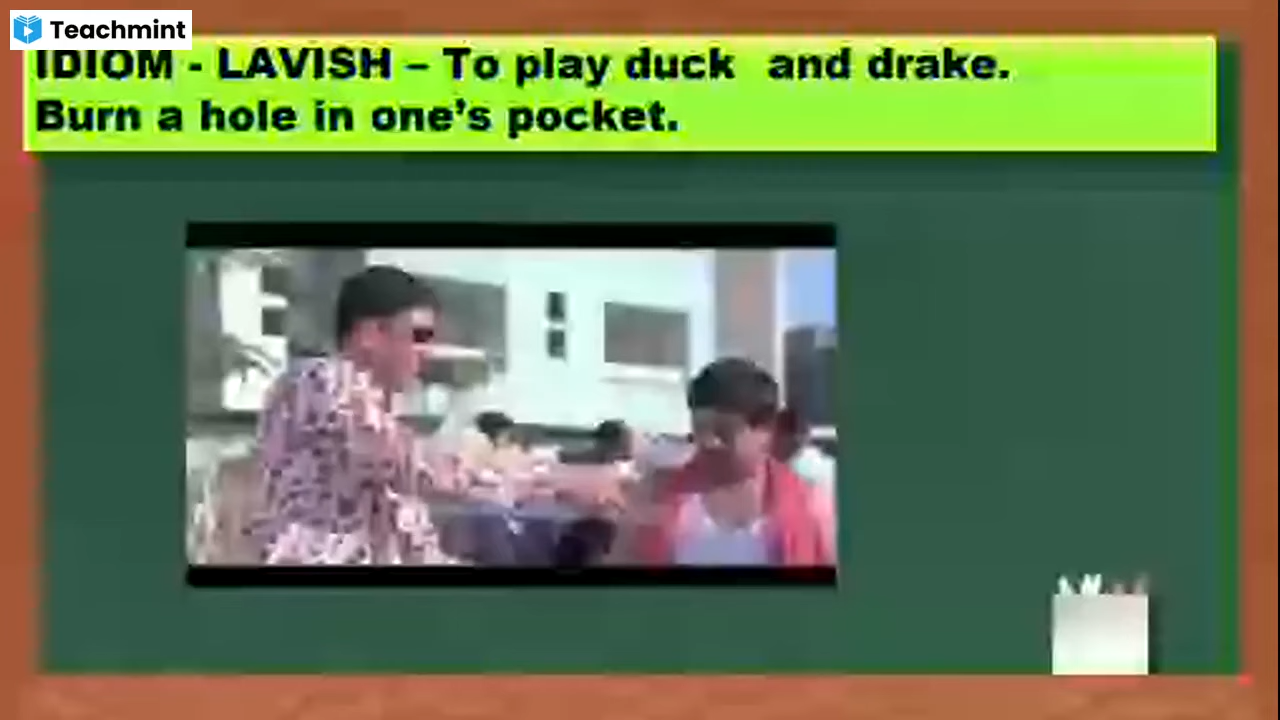 Teachmint
IDIOM - LAVISH – To play duck and drake.
Burn a hole in one’s pocket.